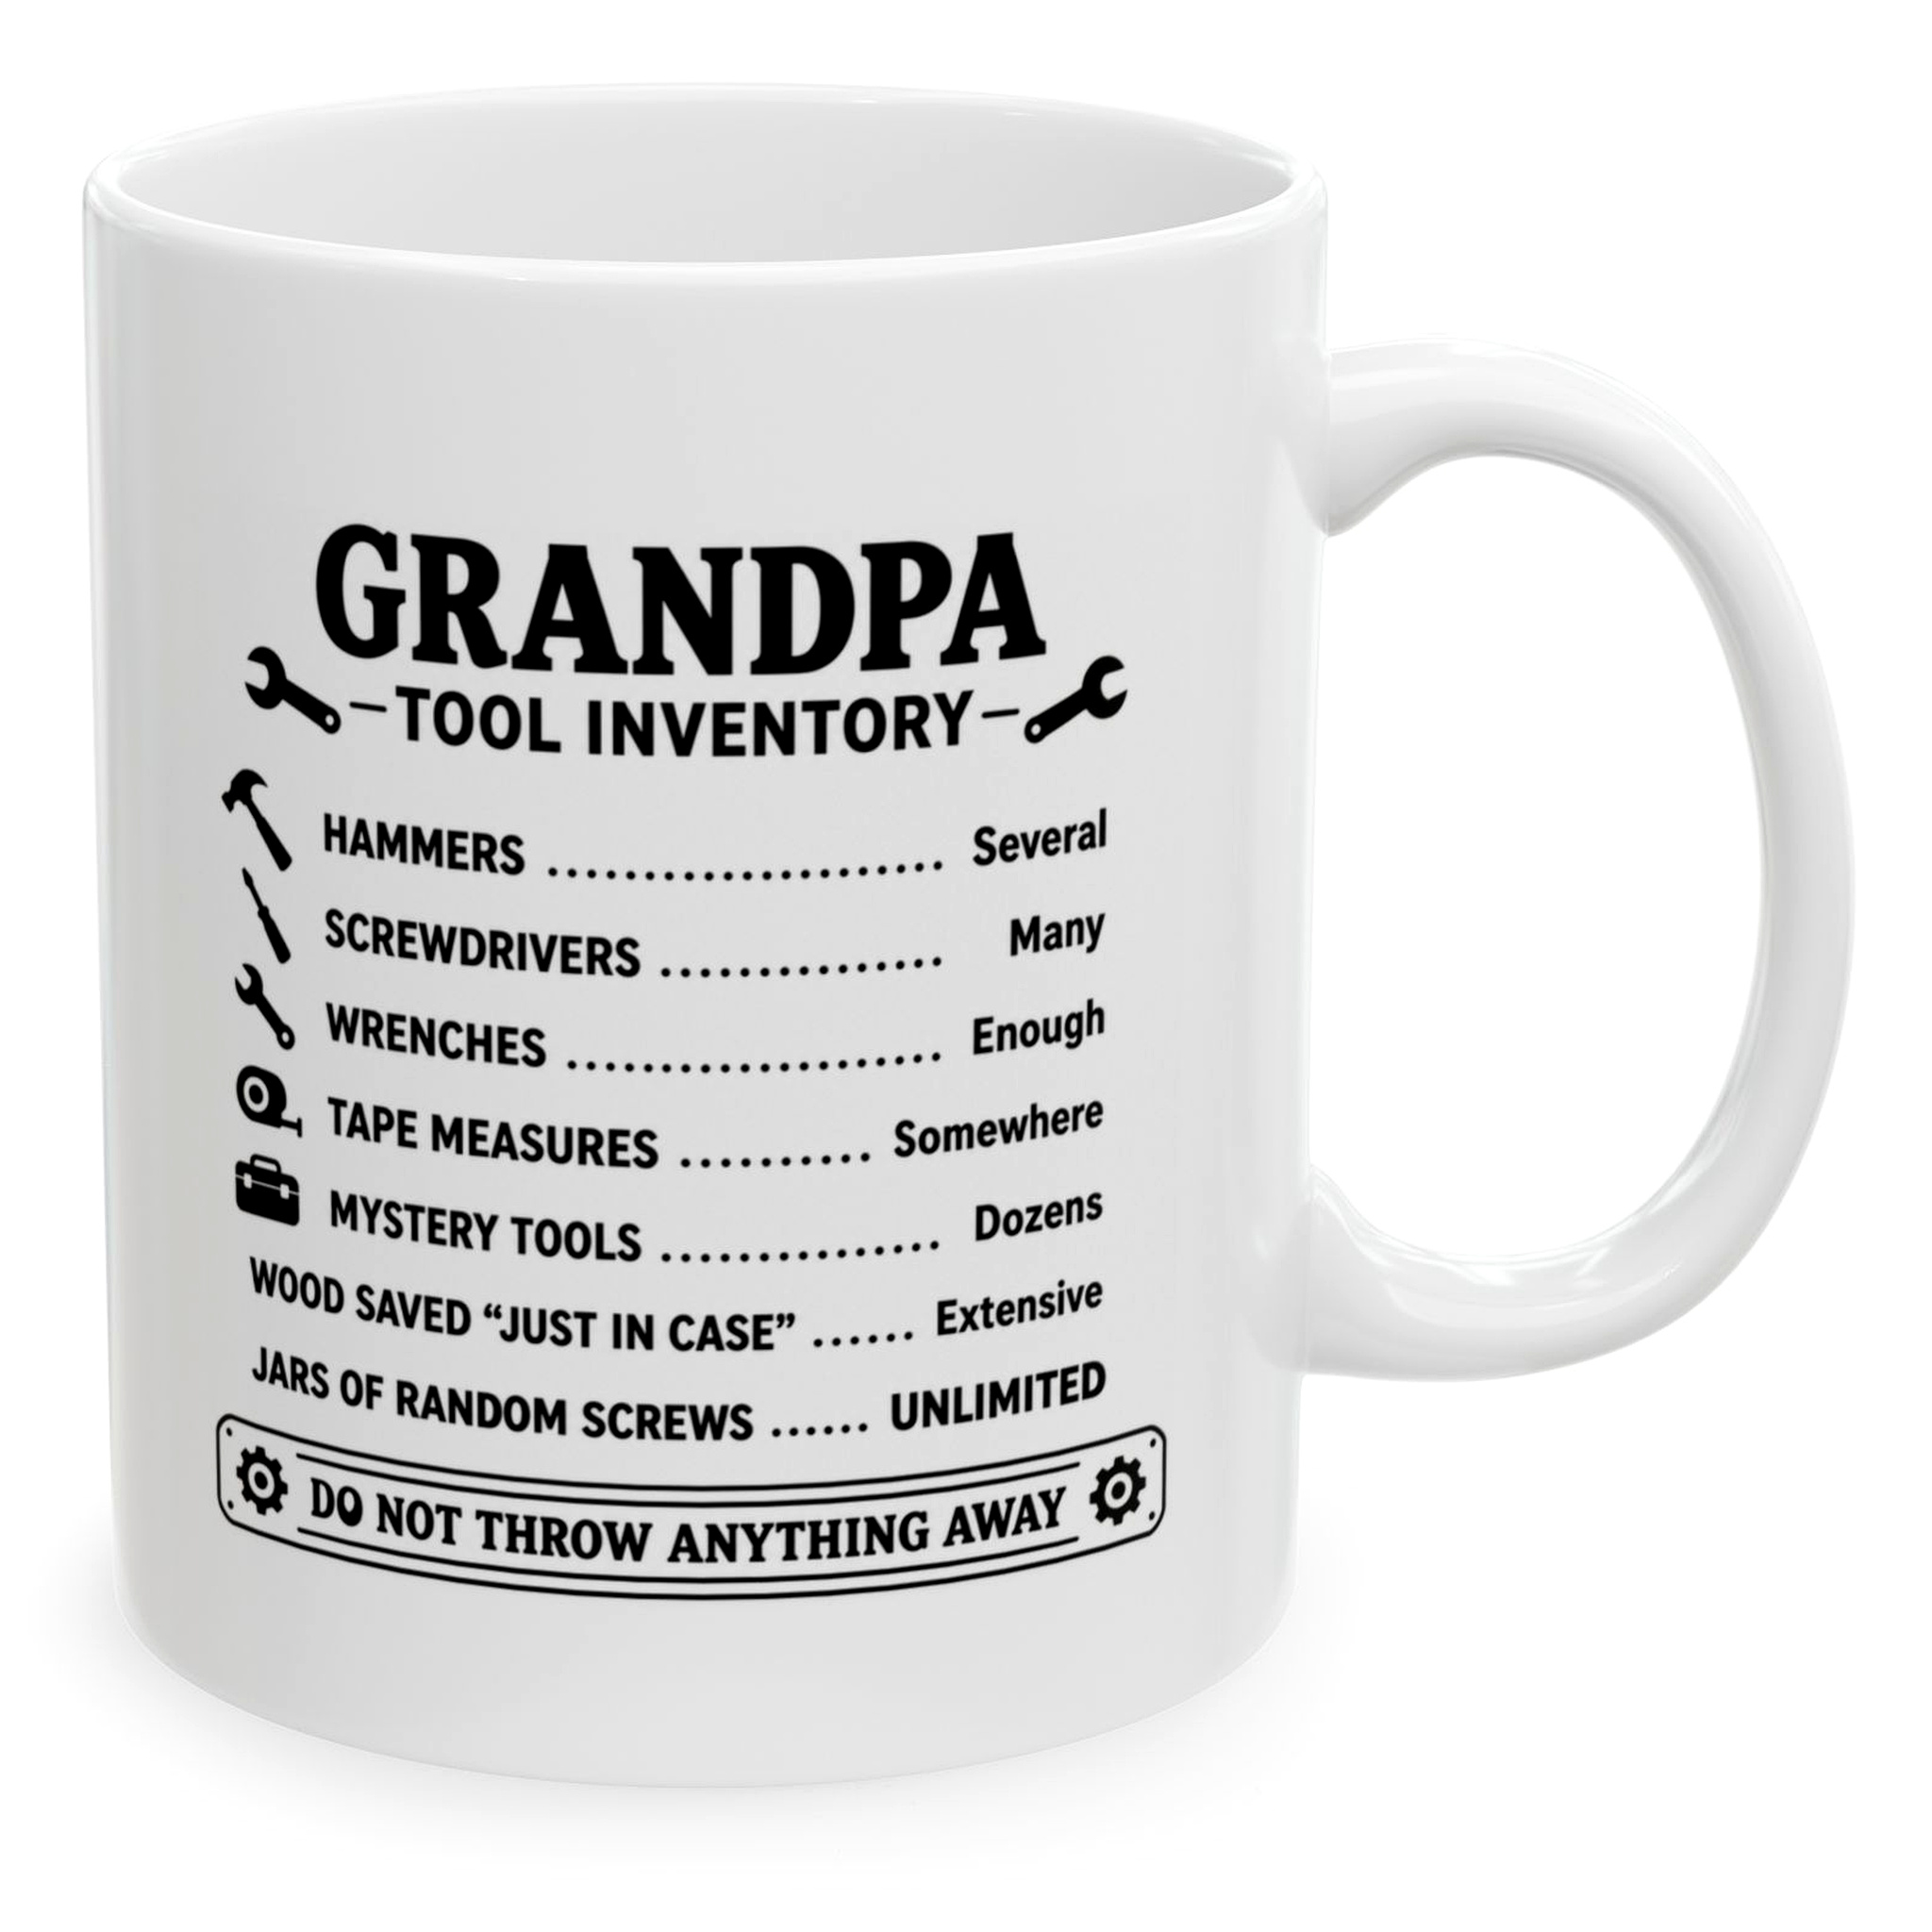 GRANDPA
–TOOL INVENTORY–
HAMMERS ......................... Several
SCREWDRIVERS .................. Many
WRENCHES ........................ Enough
TAPE MEASURES ............ Somewhere
MYSTERY TOOLS .................. Dozens
WOOD SAVED “JUST IN CASE” ...... Extensive
JARS OF RANDOM SCREWS ...... UNLIMITED
DO NOT THROW ANYTHING AWAY